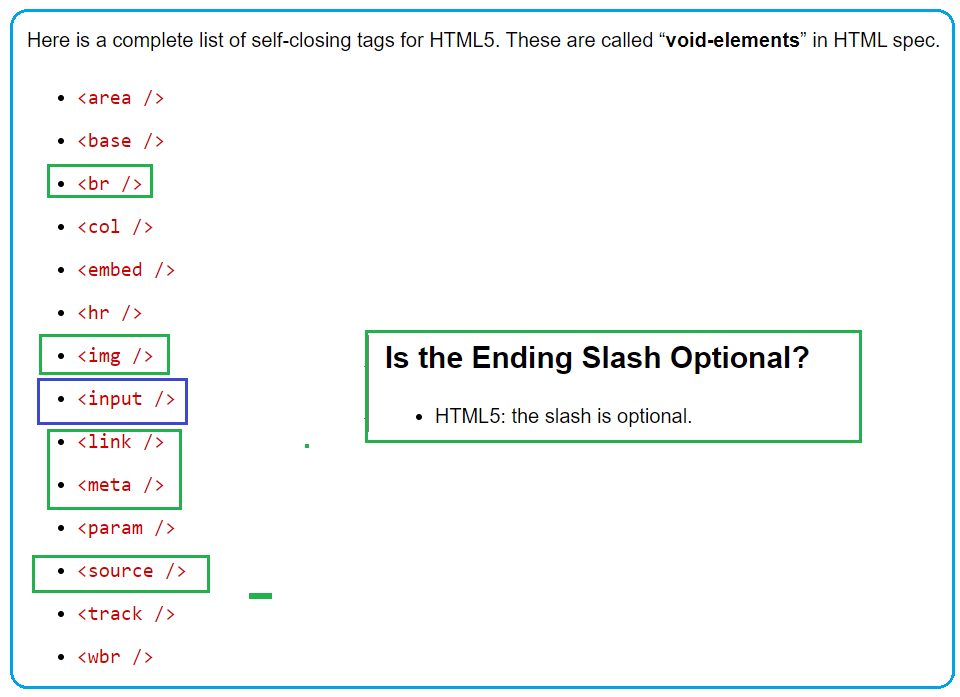 Here is a complete list of self-closing tags for HTML5. These are called “void-elements” in HTML spec.
• <area />
• <base />
• <br />
• <col />
• <embed />
• <hr />
• <img />
• <input />
• <link />
• <meta />
• <param />
• <source />
• <track />
• <wbr />
Is the Ending Slash Optional?
• HTML5: the slash is optional.